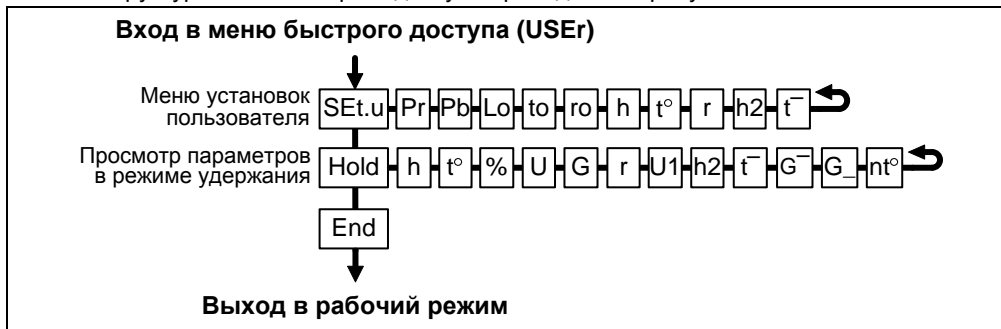 Вход в меню быстрого доступа (USEr)
Меню установок
пользователя
SEt.u Pr Pb Lo to ro h t° r h2 t¯
Просмотр параметров
в режиме удержания
Hold h t° % U G r U1 h2 t¯ G¯ G_ nt°
End
Выход в рабочий режим